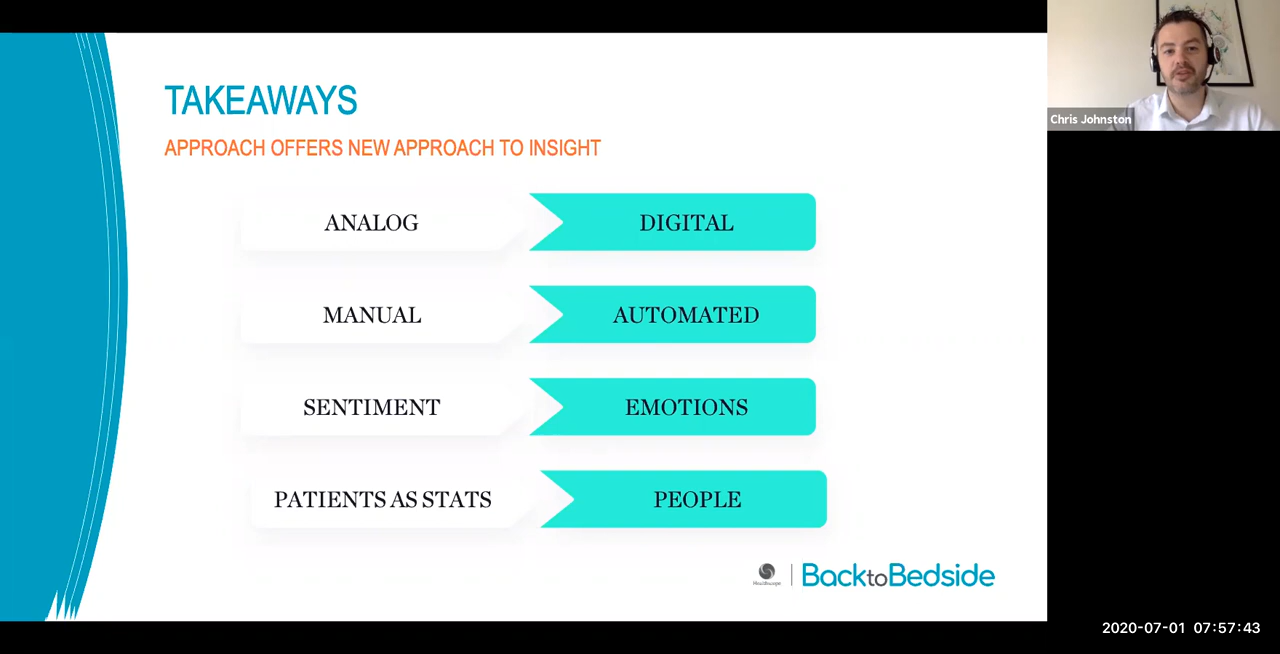 TAKEAWAYS
APPROACH OFFERS NEW APPROACH TO INSIGHT
ANALOG
DIGITAL
MANUAL
AUTOMATED
SENTIMENT
EMOTIONS
PATIENTS AS STATS
PEOPLE
BacktoBedside
Chris Johnston
2020-07-01 07:57:43